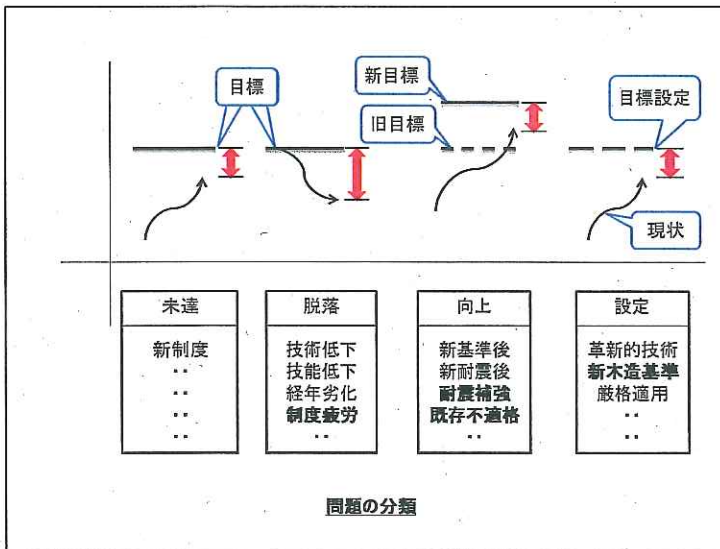 目標
新目標
旧目標
目標設定
現状
未達
新制度
‥
‥
‥
‥
脱落
技術低下
技能低下
経年劣化
制度疲労
‥
向上
新基準後
新耐震後
耐震補強
既存不適格
‥
設定
革新的技術
新木造基準
厳格適用
‥
‥
問題の分類